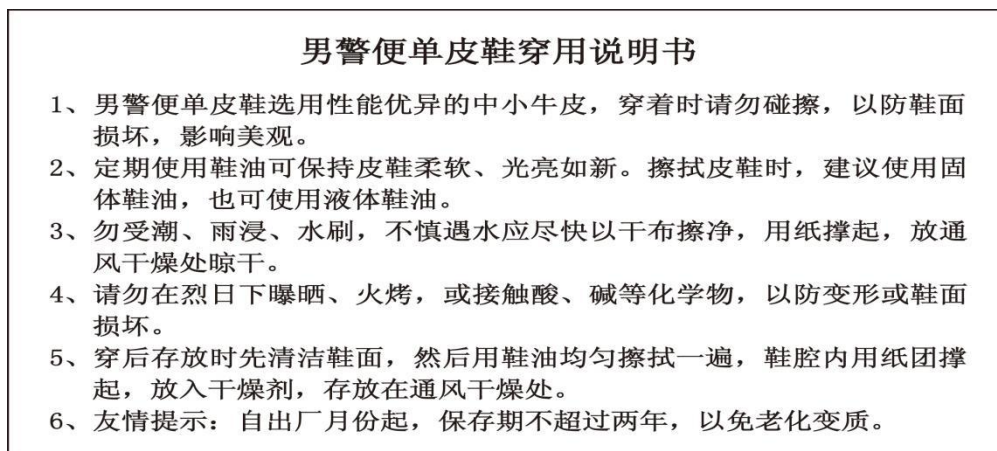 男警便单皮鞋穿用说明书
1、男警便单皮鞋选用性能优异的中小牛皮，穿着时请勿碰擦，以防鞋面
损坏，影响美观。
2、定期使用鞋油可保持皮鞋柔软、光亮如新。擦拭皮鞋时，建议使用固
体鞋油，也可使用液体鞋油。
3、勿受潮、雨浸、水刷，不慎遇水应尽快以干布擦净，用纸撑起，放通
风干燥处晾干。
4、请勿在烈日下曝晒、火烤，或接触酸、碱等化学物，以防变形或鞋面
损坏。
5、穿后存放时先清洁鞋面，然后用鞋油均匀擦拭一遍，鞋腔内用纸团撑
起，放入干燥剂，存放在通风干燥处。
6、友情提示：自出厂月份起，保存期不超过两年，以免老化变质。